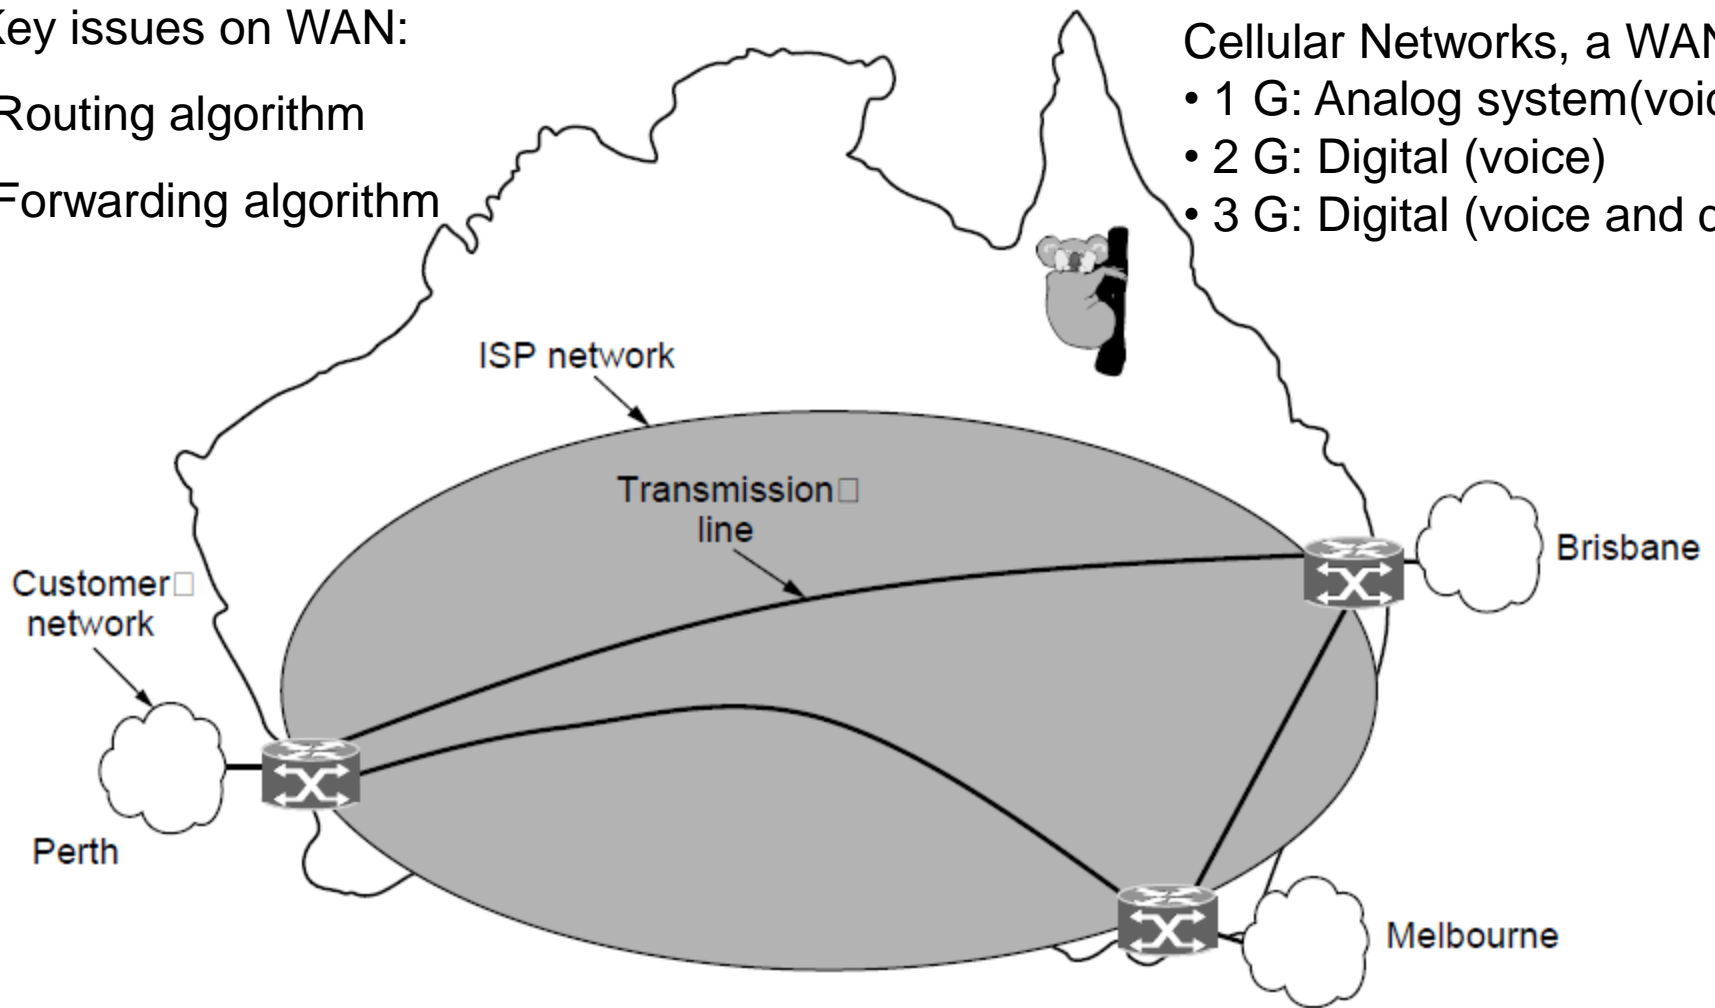 Key issues on WAN:
Routing algorithm
Forwarding algorithm
Cellular Networks, a WAN
• 1 G: Analog system(voic
• 2 G: Digital (voice)
• 3 G: Digital (voice and
ISP network
Transmission
line
Customer
network
Brisbane
Perth
Melbourne